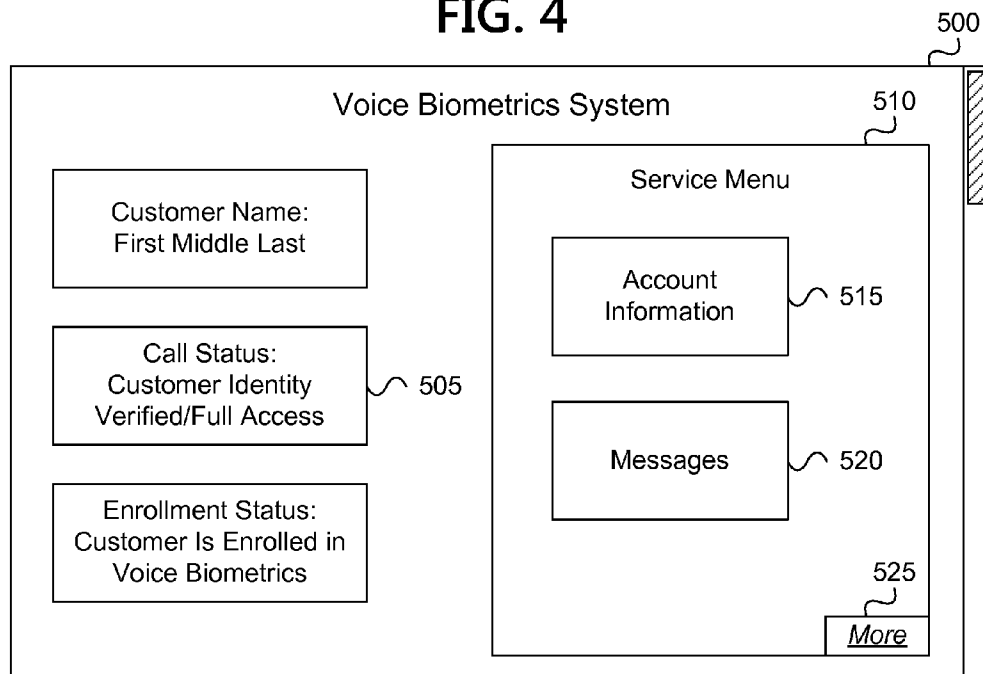 FIG. 4
500
Voice Biometrics System
510
Customer Name:
First Middle Last
Call Status:
Customer Identity
Verified/Full Access
505
Enrollment Status:
Customer Is Enrolled in
Voice Biometrics
Service Menu
Account
Information
515
Messages
520
525
More